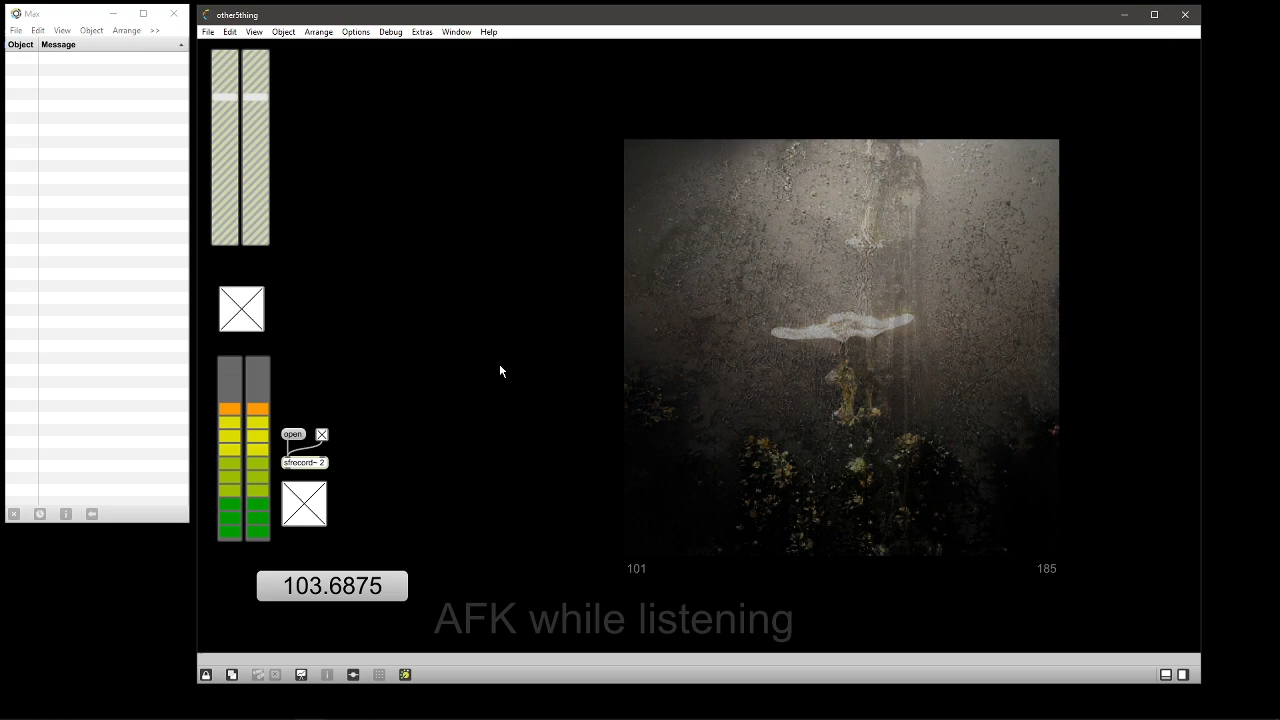 Max
File Edit View Object Arrange >>
Object Message
other5thing
File Edit View Object Arrange Options Debug Extras Window Help
open
sfrecord~ 2
101 185
103.6875
AFK while listening